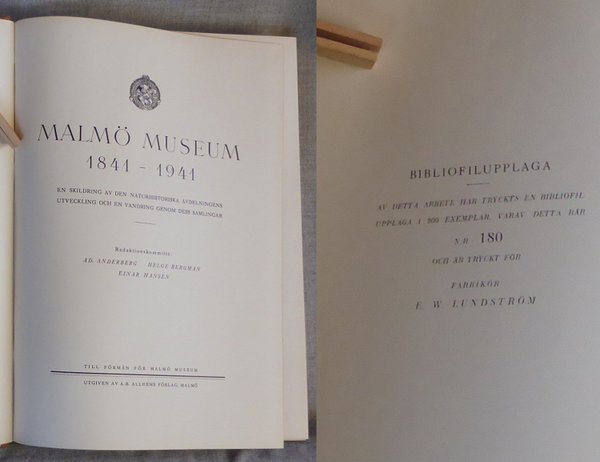 MALMÖ MUSEUM
1841 - 1941
EN SKILDRING AV DEN NATURHISTORISKA AVDELNINGENS
UTVECKLING OCH EN VANDRING GENOM DESS SAMLINGAR
Redaktionskommitté:
AD. ANDERBERG HELGE BERGMAN
EINAR HANSEN
TILL FÖRMÅN FÖR MALMÖ MUSEUM
UTGIVEN AV A.-B. ALLHEMS FÖRLAG, MALMÖ
BIBLIOFILUPPLAGA
AV DETTA ARBETE HAR TRYCKTS EN BIBLIOFIL
UPPLAGA I 200 EXEMPLAR, VARAV DETTA BÄR
N:R 180
OCH ÄR TRYCKT FÖR
FABRIKÖR
E. W. LUNDSTRÖM